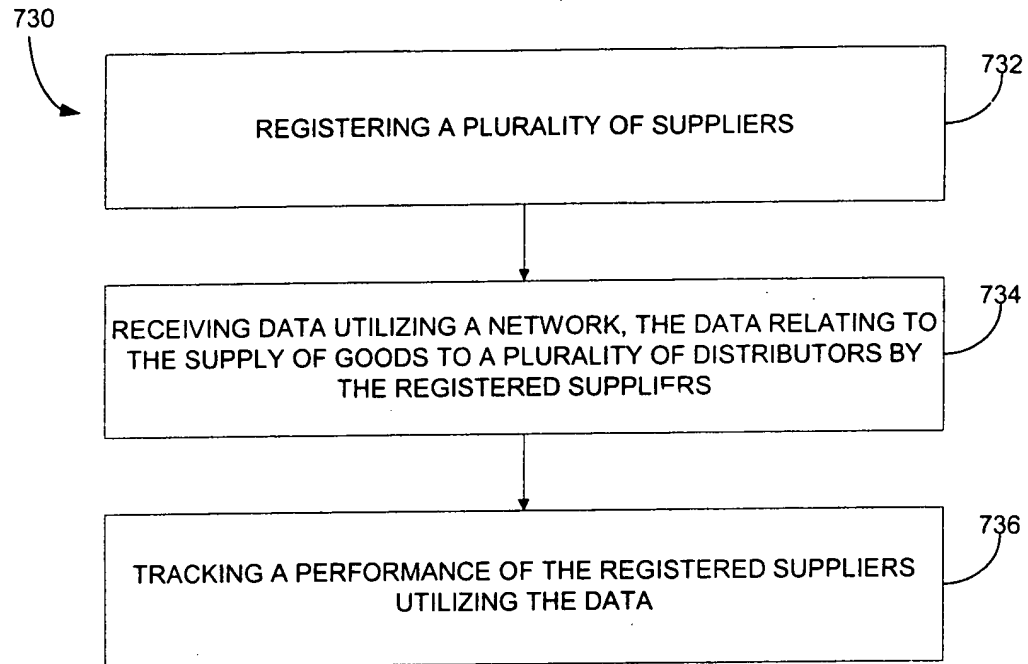 730
732
REGISTERING A PLURALITY OF SUPPLIERS
734
RECEIVING DATA UTILIZING A NETWORK, THE DATA RELATING TO
THE SUPPLY OF GOODS TO A PLURALITY OF DISTRIBUTORS BY
THE REGISTERED SUPPLIERS
736
TRACKING A PERFORMANCE OF THE REGISTERED SUPPLIERS
UTILIZING THE DATA